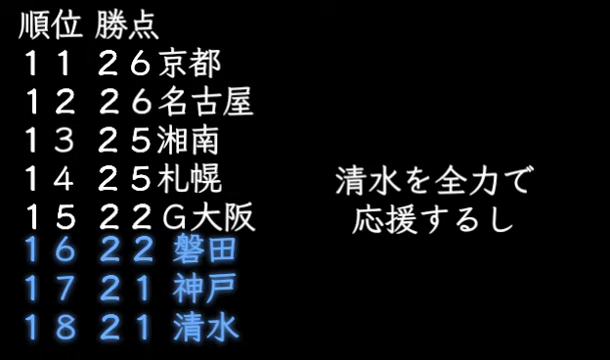 順位 勝点
１１ ２６京都
１２ ２６名古屋
１３ ２５湘南
１４ ２５札幌
１５ ２２Ｇ大阪
１６ ２２ 磐田
１７ ２１ 神戸
１８ ２１ 清水
清水を全力で
応援するし